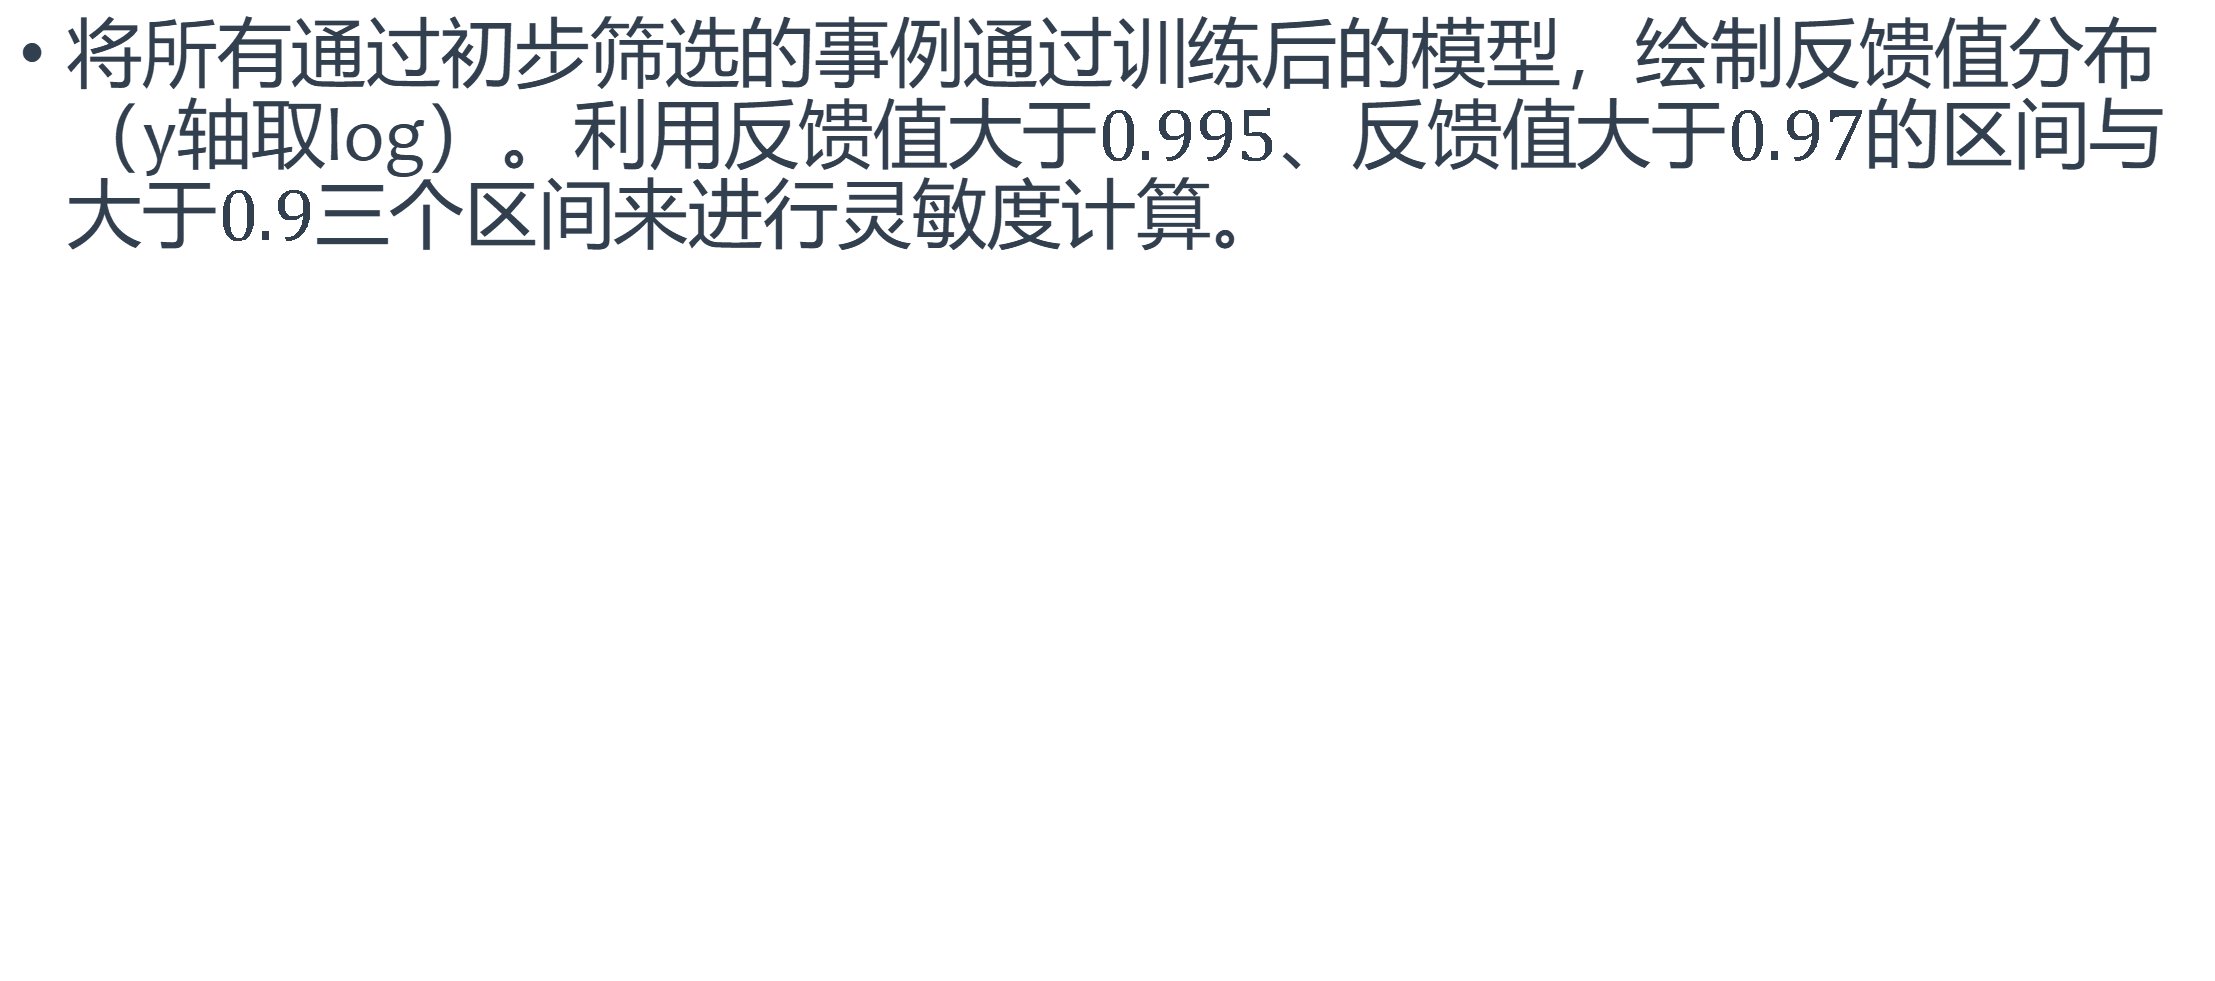 • 将所有通过初步筛选的事例通过训练后的模型，绘制反馈值分布
（y轴取log）。利用反馈值大于0.995、反馈值大于0.97的区间与
大于0.9三个区间来进行灵敏度计算。